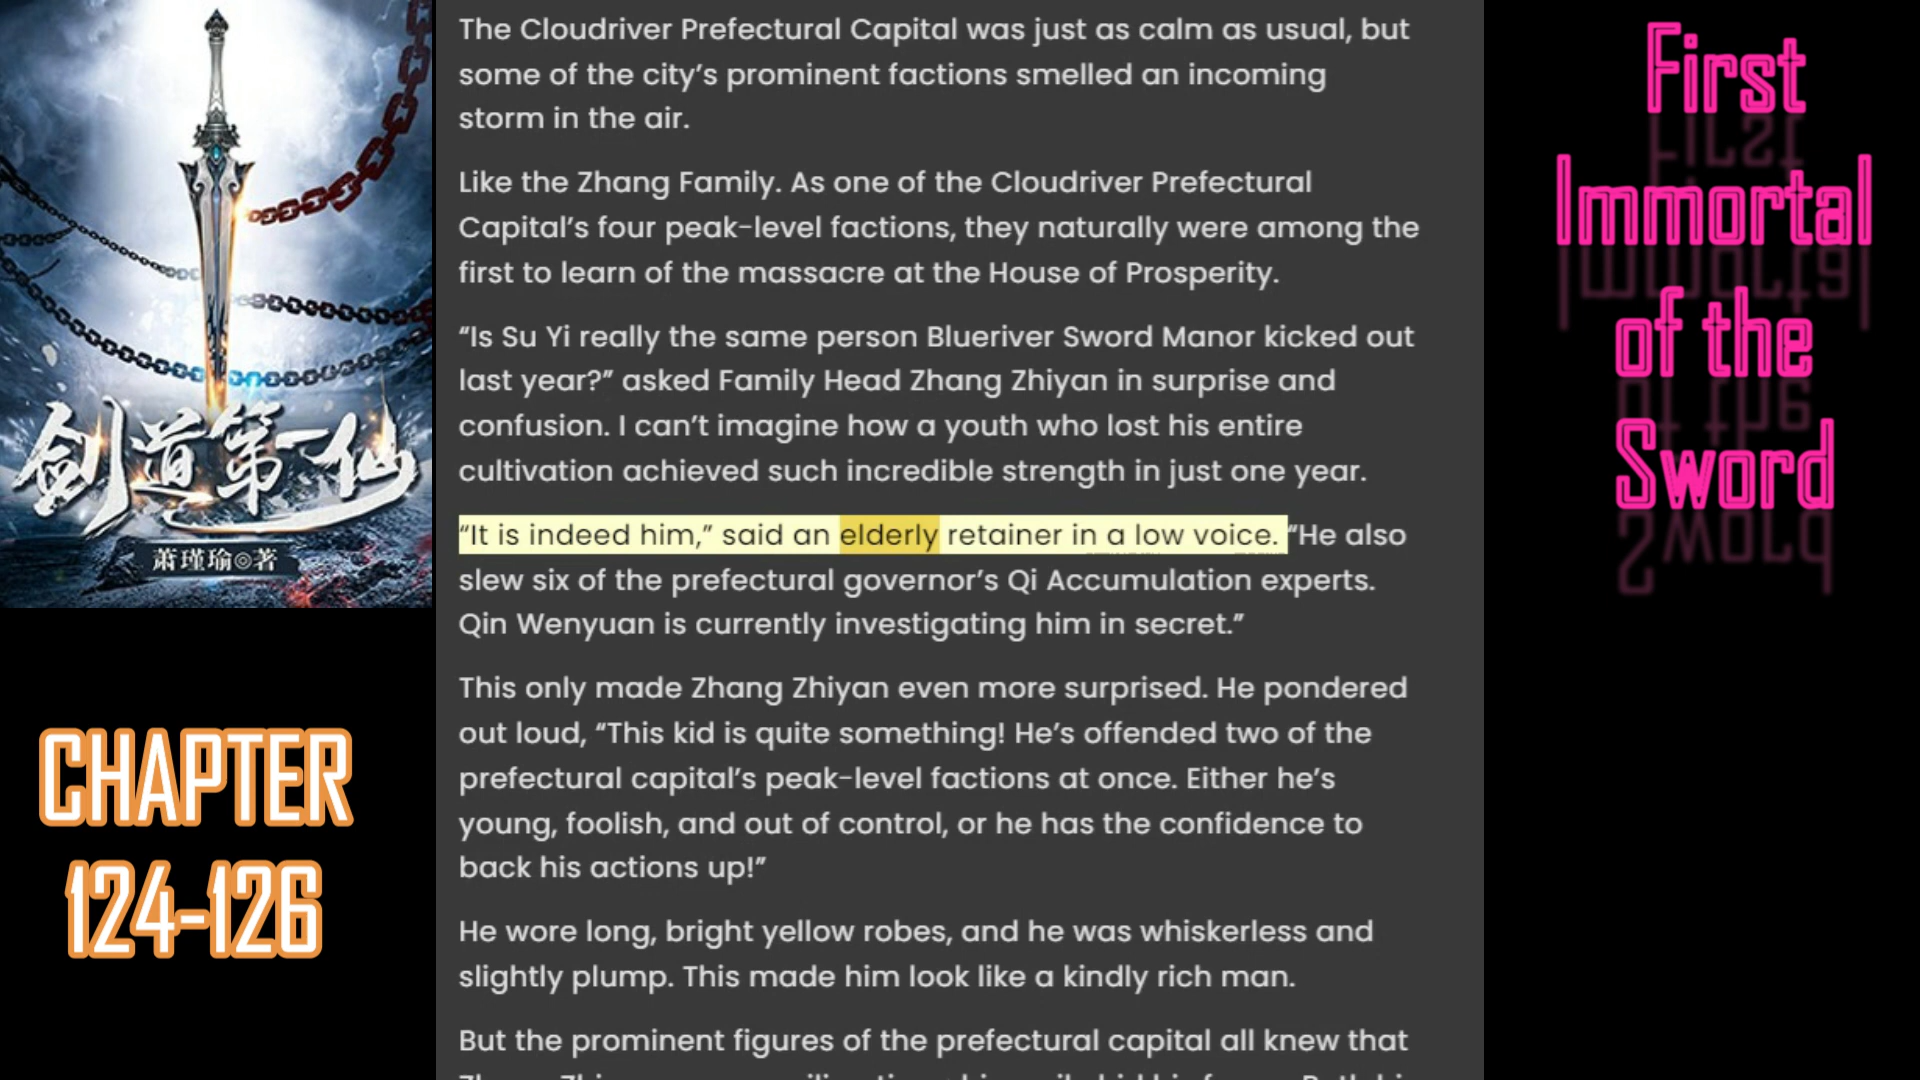 剑道第一仙
萧瑾瑜◎著
CHAPTER
124-126
The Cloudriver Prefectural Capital was just as calm as usual, but
some of the city’s prominent factions smelled an incoming
storm in the air.
Like the Zhang Family. As one of the Cloudriver Prefectural
Capital’s four peak-level factions, they naturally were among the
first to learn of the massacre at the House of Prosperity.
“Is Su Yi really the same person Blueriver Sword Manor kicked out
last year?” asked Family Head Zhang Zhiyan in surprise and
confusion. I can’t imagine how a youth who lost his entire
cultivation achieved such incredible strength in just one year.
“It is indeed him,” said an elderly retainer in a low voice. “He also
slew six of the prefectural governor’s Qi Accumulation experts.
Qin Wenyuan is currently investigating him in secret.”
This only made Zhang Zhiyan even more surprised. He pondered
out loud, “This kid is quite something! He’s offended two of the
prefectural capital’s peak-level factions at once. Either he’s
young, foolish, and out of control, or he has the confidence to
back his actions up!”
He wore long, bright yellow robes, and he was whiskerless and
slightly plump. This made him look like a kindly rich man.
But the prominent figures of the prefectural capital all knew that
First
Immortal
of the
Sword